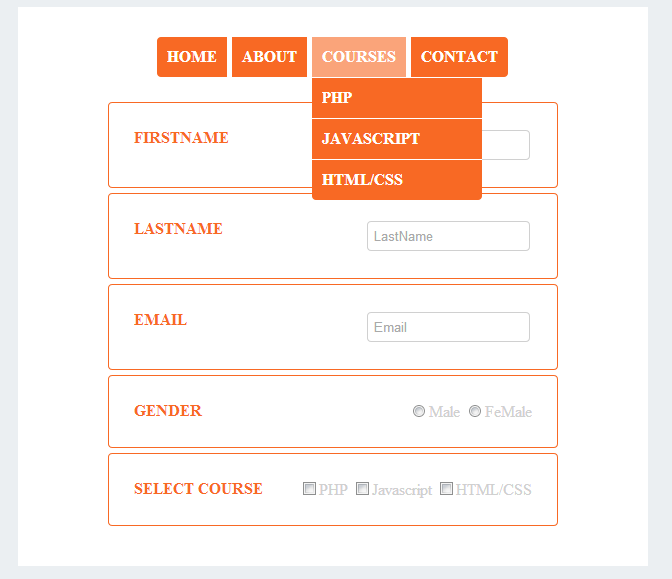 HOME ABOUT COURSES CONTACT
PHP
JAVASCRIPT
HTML/CSS
FIRSTNAME
LASTNAME LastName
EMAIL Email
GENDER Male FeMale
SELECT COURSE PHP Javascript HTML/CSS